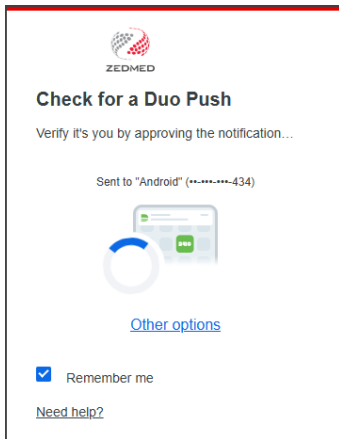 ZEDMED
Check for a Duo Push
Verify it's you by approving the notification...
Sent to "Android" (••-•••-•••-434)
DUO
Other options
Remember me
Need help?